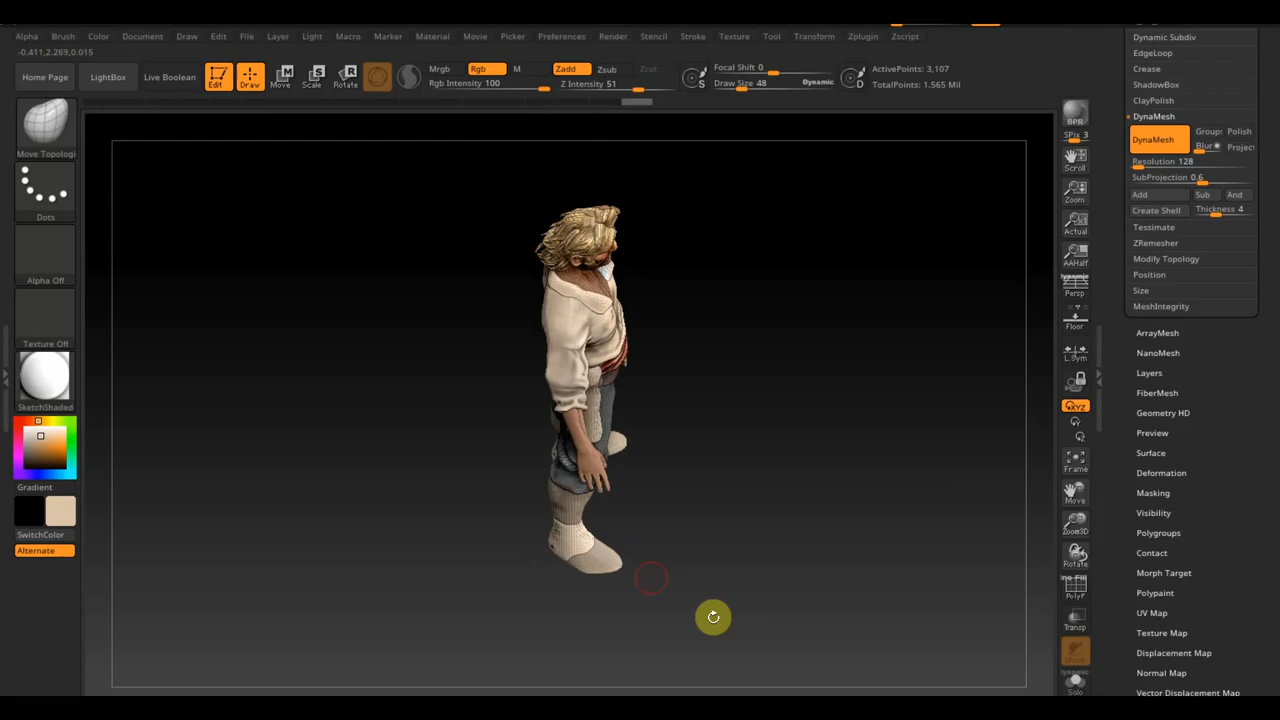 Alpha Brush Color Document Draw Edit File Layer Light Macro Marker Material Movie Picker Preferences Render Stencil Stroke Texture Tool Transform Zplugin Zscript
-0.411,2.269,0.015
Home Page LightBox Live Boolean Edit Draw Move Scale Rotate
Mrgb Rgb M Zadd Zsub Zcut
Rgb Intensity 100 Z Intensity 51
Focal Shift 0
Draw Size 48 Dynamic
ActivePoints: 3,107
TotalPoints: 1.565 Mil
Move Topologi
Dots
Alpha Off
Texture Off
SketchShaded
Gradient
SwitchColor
Alternate
BPR
SPix 3
Scroll
Zoom
Actual
AAHalf
Dynamic
Persp
Floor
L.Sym
XYZ
Y
Z
Frame
Move
Zoom3D
Rotate
PolyF
Transp
Dynamic
Solo
Dynamic Subdiv
EdgeLoop
Crease
ShadowBox
ClayPolish
DynaMesh
DynaMesh Group Polish
Blur Project
Resolution 128
SubProjection 0.6
Add Sub And
Create Shell Thickness 4
Tessimate
ZRemesher
Modify Topology
Position
Size
MeshIntegrity
ArrayMesh
NanoMesh
Layers
FiberMesh
Geometry HD
Preview
Surface
Deformation
Masking
Visibility
Polygroups
Contact
Morph Target
Polypaint
UV Map
Texture Map
Displacement Map
Normal Map
Vector Displacement Map